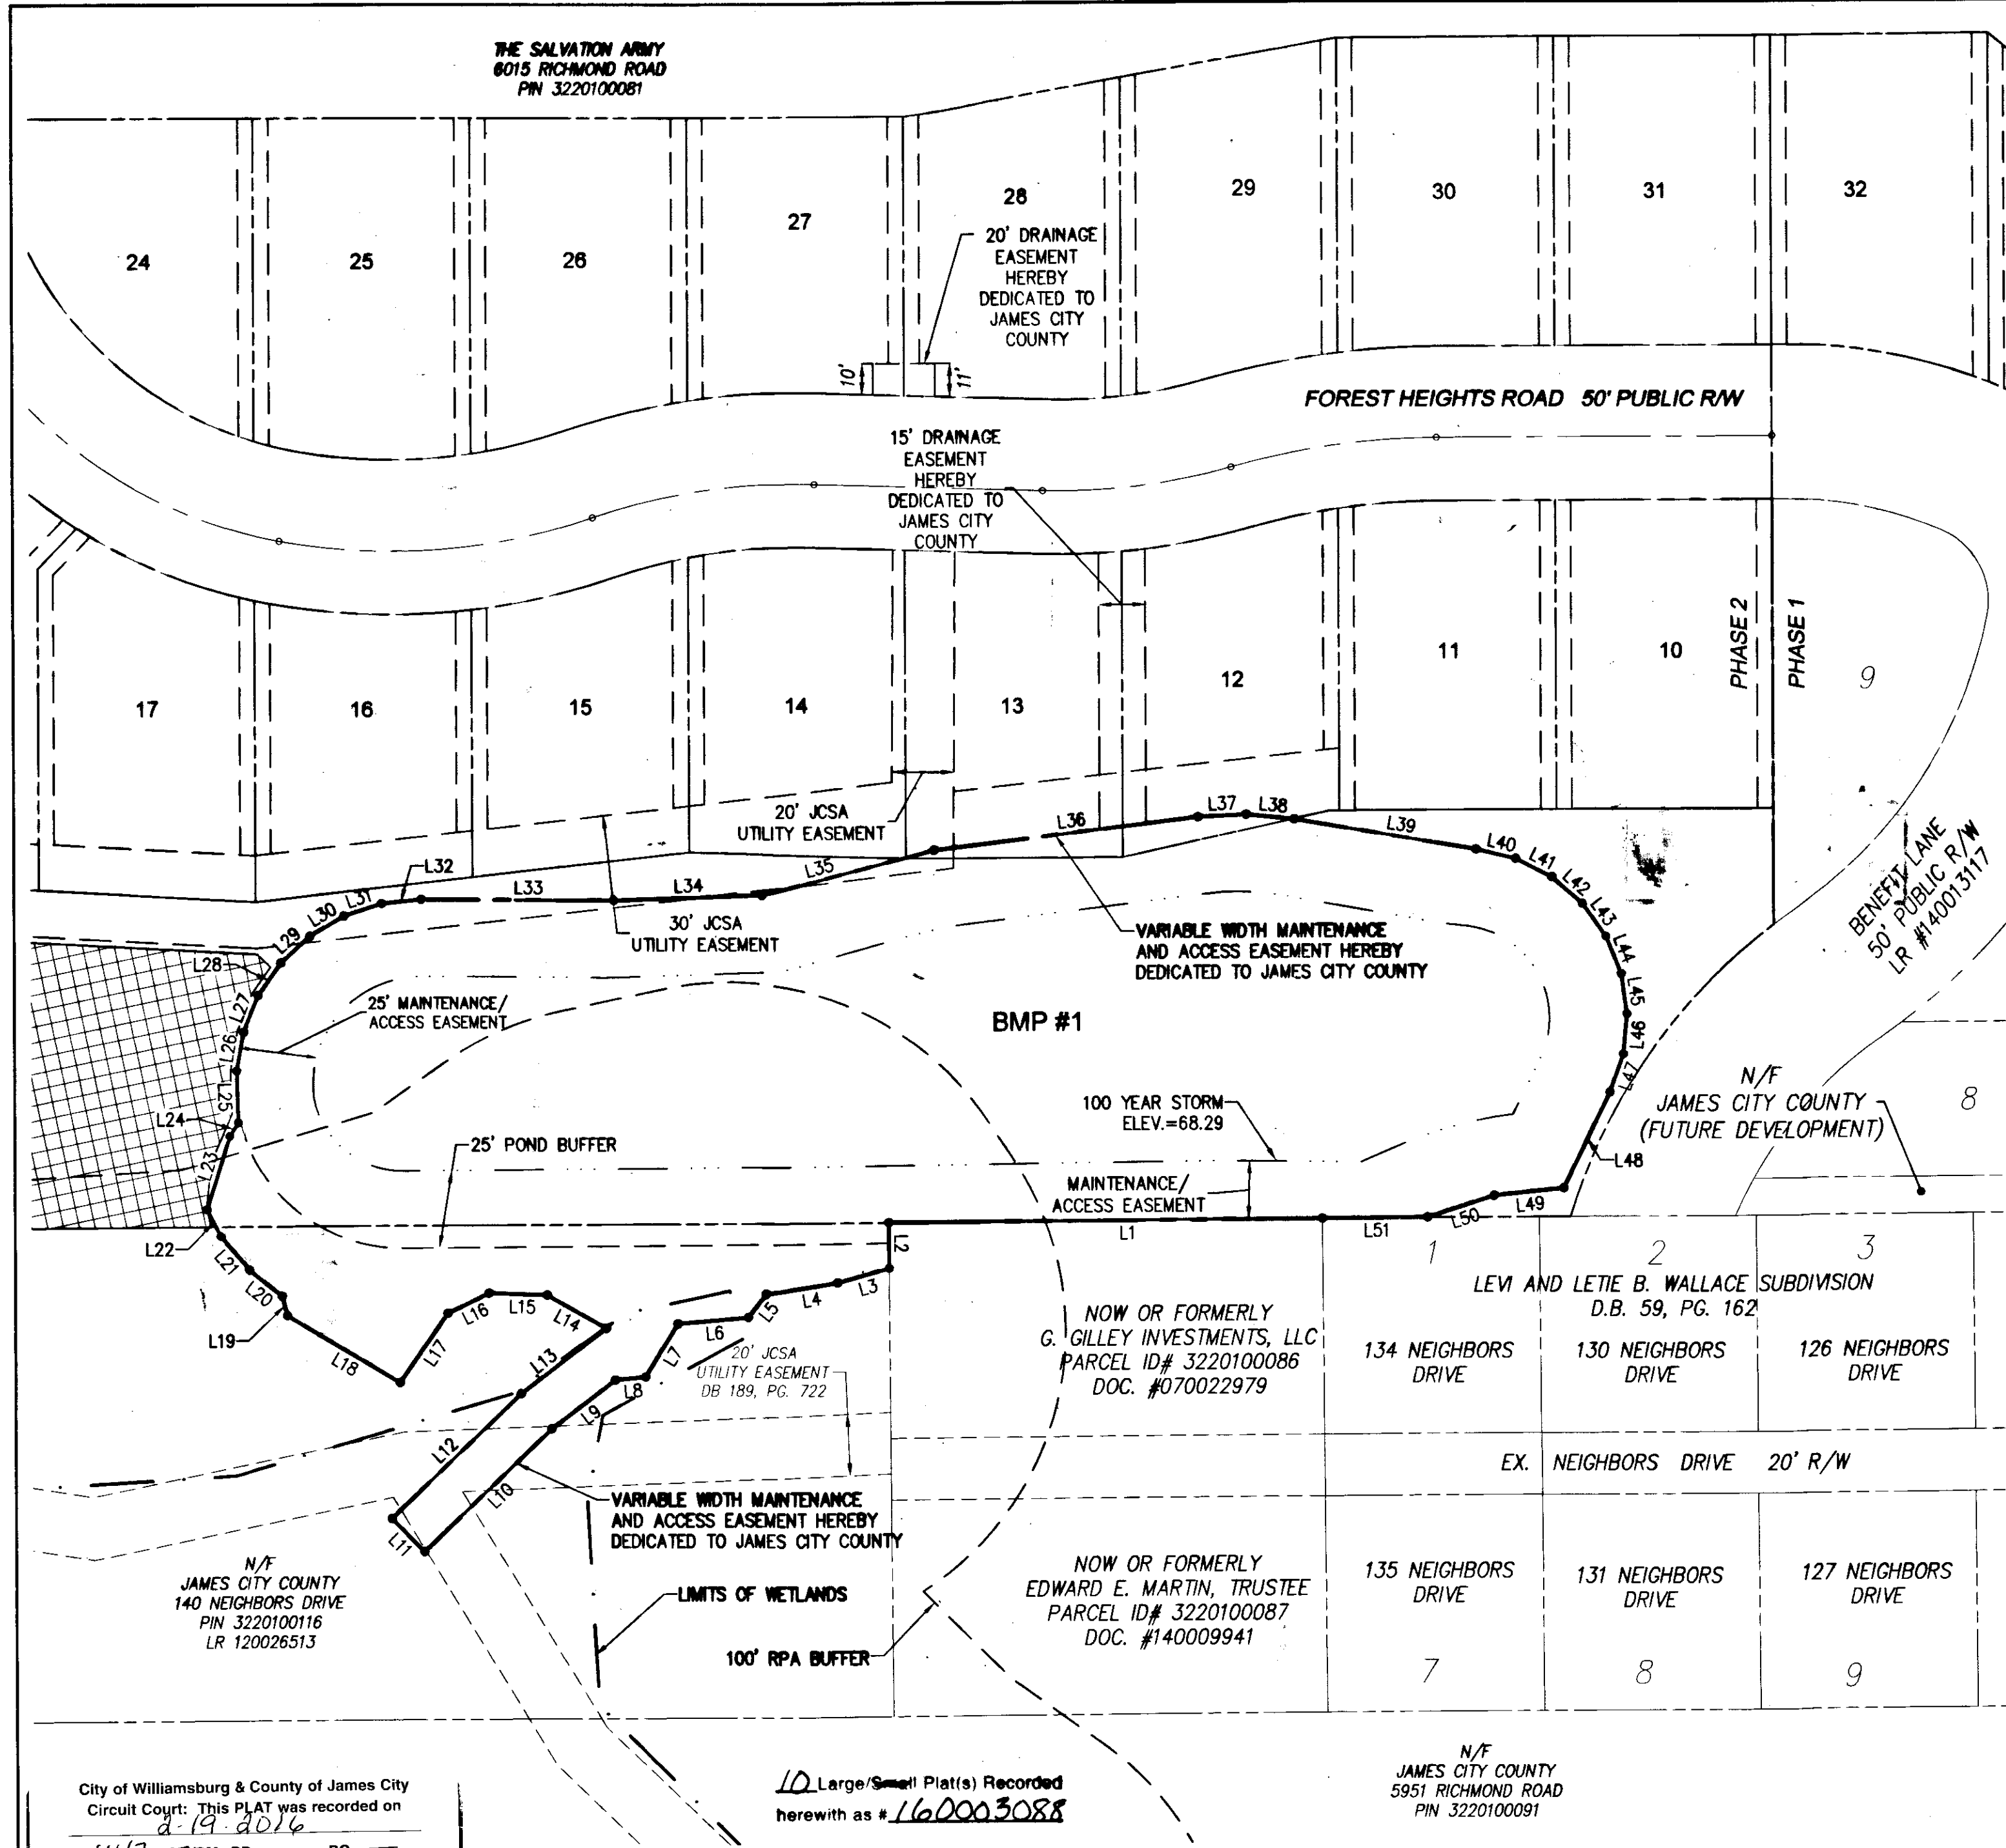 THE SALVATION ARMY
6015 RICHMOND ROAD
PIN 3220100081
24
25
26
27
28
29
30
31
32
20' DRAINAGE
EASEMENT
HEREBY
DEDICATED TO
JAMES CITY
COUNTY
10'
11'
FOREST HEIGHTS ROAD 50' PUBLIC R/W
15' DRAINAGE
EASEMENT
HEREBY
DEDICATED TO
JAMES CITY
COUNTY
17
16
15
14
13
12
11
10
PHASE 2
PHASE 1
9
20' JCSA
UTILITY EASEMENT
BENEFIT LANE
50' PUBLIC R/W
LR #140013117
L28
L29
L30
L31
L32
L33
L34
L35
L36
L37
L38
L39
L40
L41
L42
L43
L44
L45
L46
L47
L48
L49
L50
L51
30' JCSA
UTILITY EASEMENT
VARIABLE WIDTH MAINTENANCE
AND ACCESS EASEMENT HEREBY
DEDICATED TO JAMES CITY COUNTY
25' MAINTENANCE/
ACCESS EASEMENT
BMP #1
L27
L26
L25
L24
L23
L22
100 YEAR STORM
ELEV.=68.29
25' POND BUFFER
MAINTENANCE/
ACCESS EASEMENT
N/F
JAMES CITY COUNTY
(FUTURE DEVELOPMENT)
8
L1
L2
L3
L4
L5
L6
L7
L8
L9
L10
L11
L12
L13
L14
L15
L16
L17
L18
L19
L20
L21
1
2
3
LEVI AND LETIE B. WALLACE SUBDIVISION
D.B. 59, PG. 162
NOW OR FORMERLY
G. GILLEY INVESTMENTS, LLC
PARCEL ID# 3220100086
DOC. #070022979
134 NEIGHBORS
DRIVE
130 NEIGHBORS
DRIVE
126 NEIGHBORS
DRIVE
20' JCSA
UTILITY EASEMENT
DB 189, PG. 722
EX. NEIGHBORS DRIVE 20' R/W
VARIABLE WIDTH MAINTENANCE
AND ACCESS EASEMENT HEREBY
DEDICATED TO JAMES CITY COUNTY
N/F
JAMES CITY COUNTY
140 NEIGHBORS DRIVE
PIN 3220100116
LR 120026513
LIMITS OF WETLANDS
100' RPA BUFFER
NOW OR FORMERLY
EDWARD E. MARTIN, TRUSTEE
PARCEL ID# 3220100087
DOC. #140009941
135 NEIGHBORS
DRIVE
131 NEIGHBORS
DRIVE
127 NEIGHBORS
DRIVE
7
8
9
N/F
JAMES CITY COUNTY
5951 RICHMOND ROAD
PIN 3220100091
City of Williamsburg & County of James City
Circuit Court: This PLAT was recorded on
2-19-2016
10 Large/Small Plat(s) Recorded
herewith as # 160003088